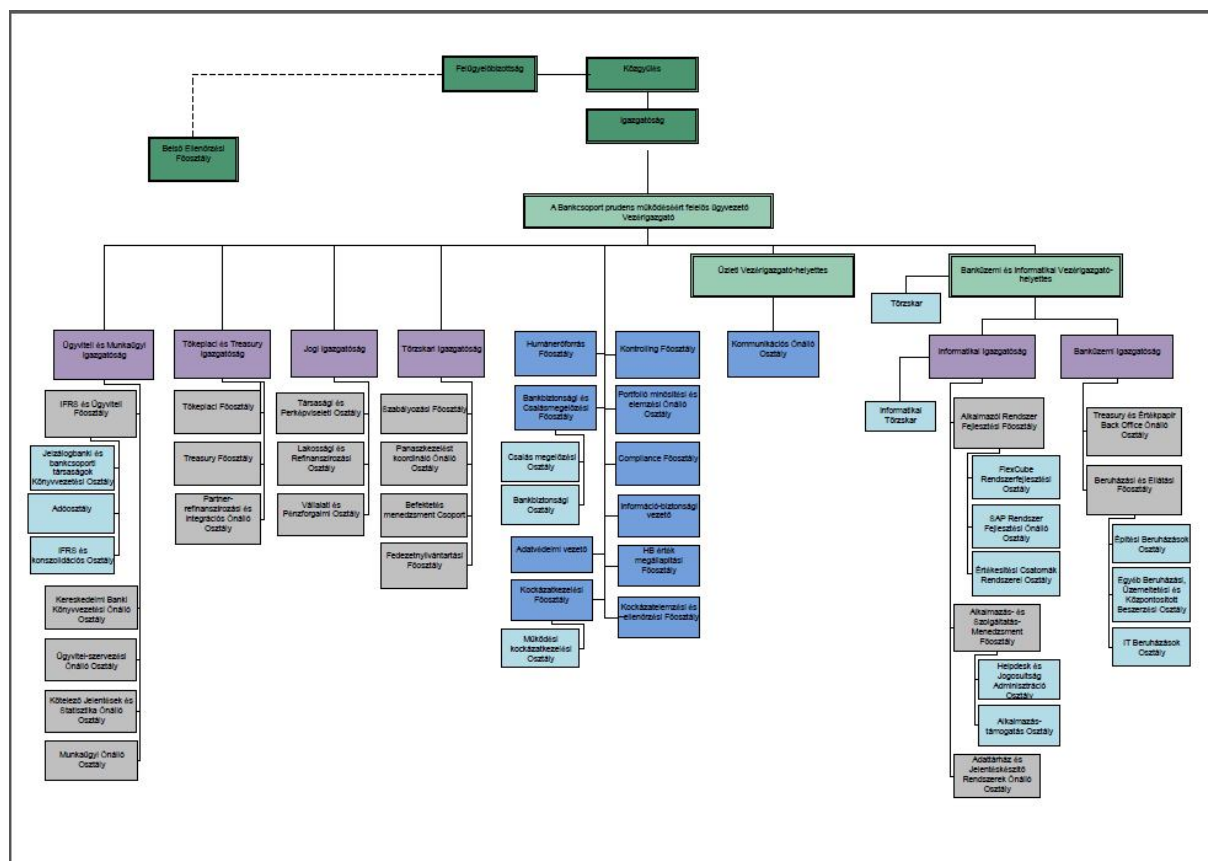 Felügyelőbizottság
Közgyűlés
Igazgatóság
Belső Ellenőrzési
Főosztály
A Bankcsoport prudens működéséért felelős ügyvezető
Vezérigazgató
Üzleti Vezérigazgató-helyettes
Banküzemi és Informatikai Vezérigazgató-
helyettes
Törzskar
Ügyviteli és Munkaügyi
Igazgatóság
IFRS és Ügyviteli
Főosztály
Jelzálogbanki és
bankcsoporti
társaságok
Könyvvezetési Osztály
Adóosztály
IFRS és
konszolidációs Osztály
Kereskedelmi Banki
Könyvvezetési Önálló
Osztály
Ügyvitel-szervezési
Önálló Osztály
Kötelező Jelentések és
Statisztika Önálló
Osztály
Munkaügyi Önálló
Osztály
Tőkepiaci és Treasury
Igazgatóság
Tőkepiaci Főosztály
Treasury Főosztály
Partner-
refinanszírozási és
integrációs Önálló
Osztály
Jogi Igazgatóság
Társasági és
Perképviseleti Osztály
Lakossági és
Refinanszírozási
Osztály
Vállalati és
Pénzforgalmi Osztály
Törzskari Igazgatóság
Szabályozási Főosztály
Panaszkezelést
koordináló Önálló
Osztály
Befektetés
menedzsment Csoport
Fedezetnyilvántartási
Főosztály
Humánerőforrás
Főosztály
Bankbiztonsági és
Csalásmegelőzési
Főosztály
Csalás megelőzési
Osztály
Bankbiztonsági
Osztály
Adatvédelmi vezető
Kockázatkezelési
Főosztály
Működési
kockázatkezelési
Osztály
Kontrolling Főosztály
Portfolió minősítési és
elemzési Önálló
Osztály
Compliance Főosztály
Információ-biztonsági
vezető
HB érték
megállapítási
Főosztály
Kockázatelemzési és
-ellenőrzési Főosztály
Kommunikációs Önálló
Osztály
Informatikai Igazgatóság
Informatikai
Törzskar
Alkalmazói Rendszer
Fejlesztési Főosztály
FlexCube
Rendszerfejlesztési
Osztály
SAP Rendszer
Fejlesztési Önálló
Osztály
Értékesítési Csatornák
Rendszerei Osztály
Alkalmazás- és
Szolgáltatás-
Menedzsment
Főosztály
Helpdesk és
Jogosultság
Adminisztráció
Osztály
Alkalmazás-
támogatás Osztály
Adattárház és
Jelentéskészítő
Rendszerek Önálló
Osztály
Banküzemi Igazgatóság
Treasury és Értékpapír
Back Office Önálló
Osztály
Beruházási és Ellátási
Főosztály
Építési Beruházások
Osztály
Egyéb Beruházási,
Üzemeltetési és
Központosított
Beszerzési Osztály
IT Beruházások
Osztály